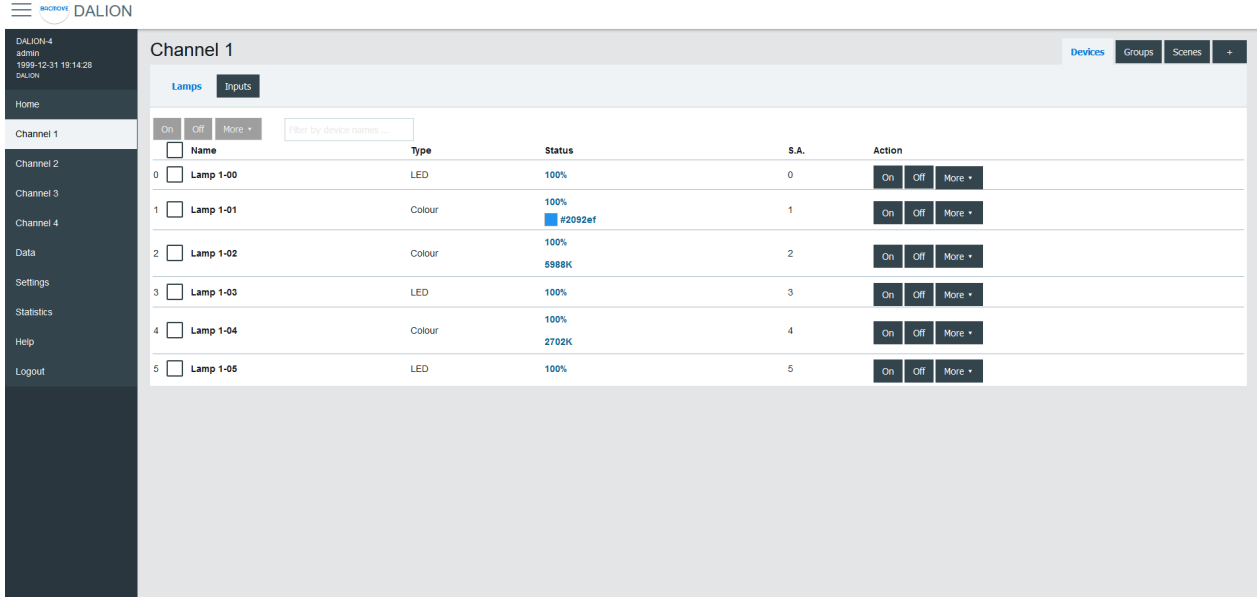 BACMOVE DALION
DALION-4
admin
1999-12-31 19:14:28
DALION
Home
Channel 1
Channel 2
Channel 3
Channel 4
Data
Settings
Statistics
Help
Logout
Channel 1
Devices Groups Scenes +
Lamps Inputs
On Off More Filter by device names ...
Name Type Status S.A. Action
0 Lamp 1-00 LED 100% 0 On Off More
1 Lamp 1-01 Colour 100% #2092ef 1 On Off More
2 Lamp 1-02 Colour 100% 5988K 2 On Off More
3 Lamp 1-03 LED 100% 3 On Off More
4 Lamp 1-04 Colour 100% 2702K 4 On Off More
5 Lamp 1-05 LED 100% 5 On Off More